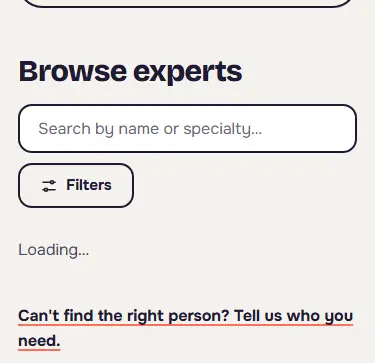 Browse experts
Search by name or specialty...
Filters
Loading...
Can't find the right person? Tell us who you
need.